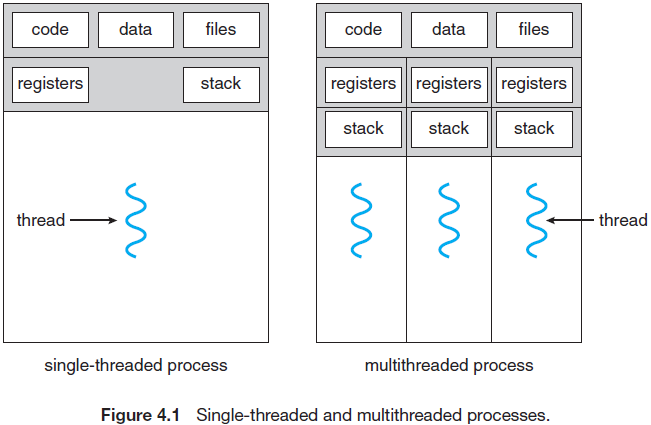 code data files
registers stack
thread
single-threaded process
code data files
registers registers registers
stack stack stack
thread
multithreaded process
Figure 4.1 Single-threaded and multithreaded processes.